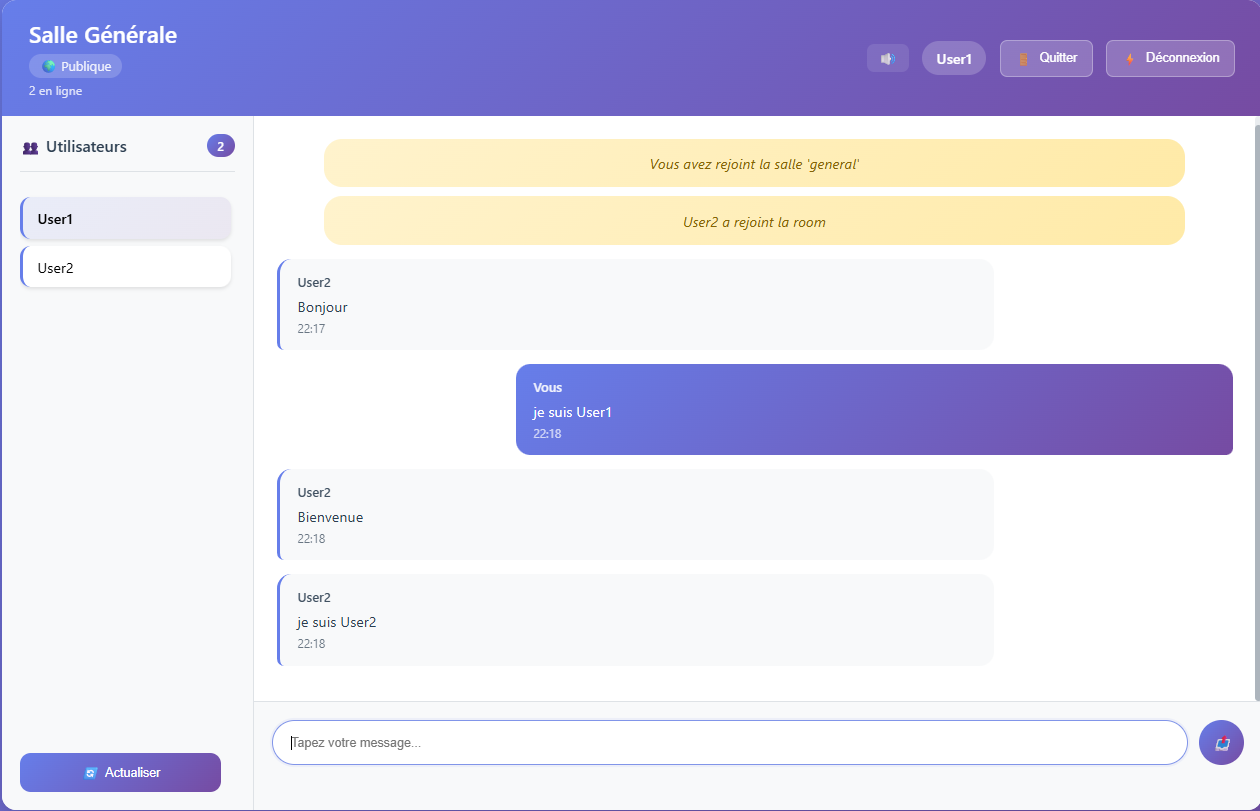 Salle Générale
Publique
2 en ligne
User1
Quitter
Déconnexion
Utilisateurs
2
User1
User2
Actualiser
Vous avez rejoint la salle 'general'
User2 a rejoint la room
User2
Bonjour
22:17
Vous
je suis User1
22:18
User2
Bienvenue
22:18
User2
je suis User2
22:18
Tapez votre message...